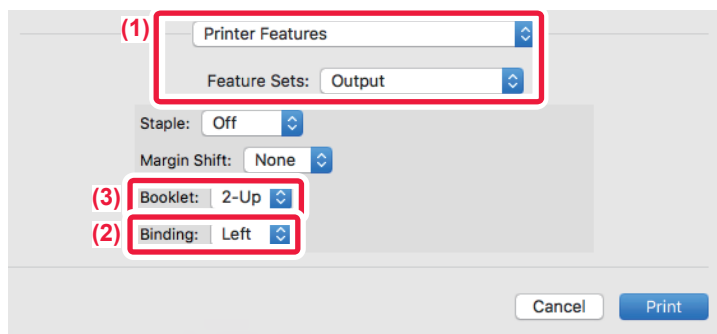 (1) Printer Features
Feature Sets: Output
Staple: Off
Margin Shift: None
(3) Booklet: 2-Up
(2) Binding: Left
Cancel Print